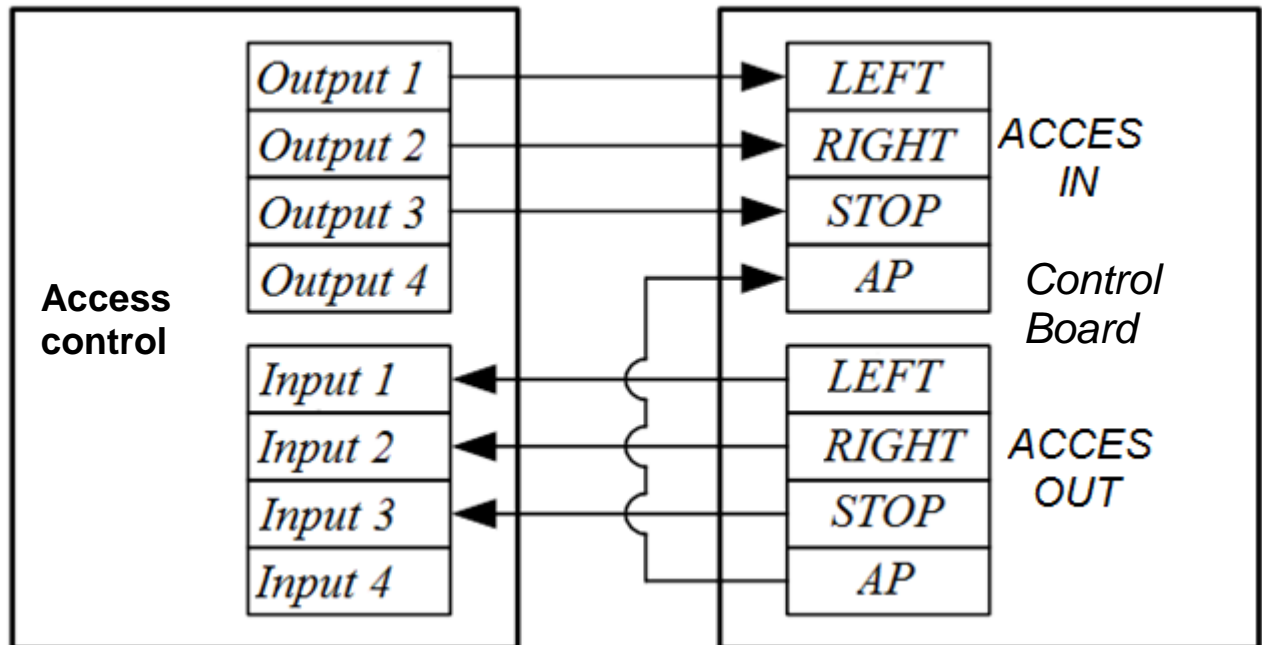 Access
control
Output 1
Output 2
Output 3
Output 4
Input 1
Input 2
Input 3
Input 4
LEFT
RIGHT
STOP
AP
ACCES
IN
Control
Board
LEFT
RIGHT
STOP
AP
ACCES
OUT